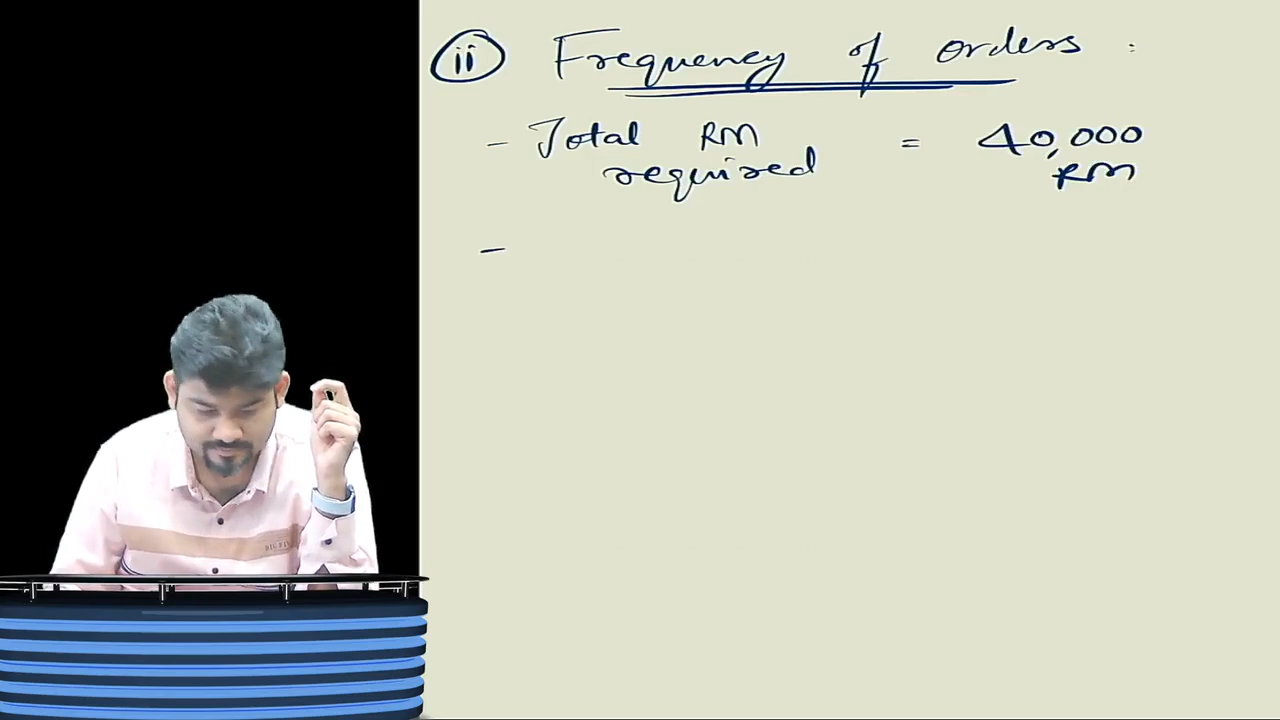 ii Frequency of orders :
- Total RM required = 40,000 RM
-